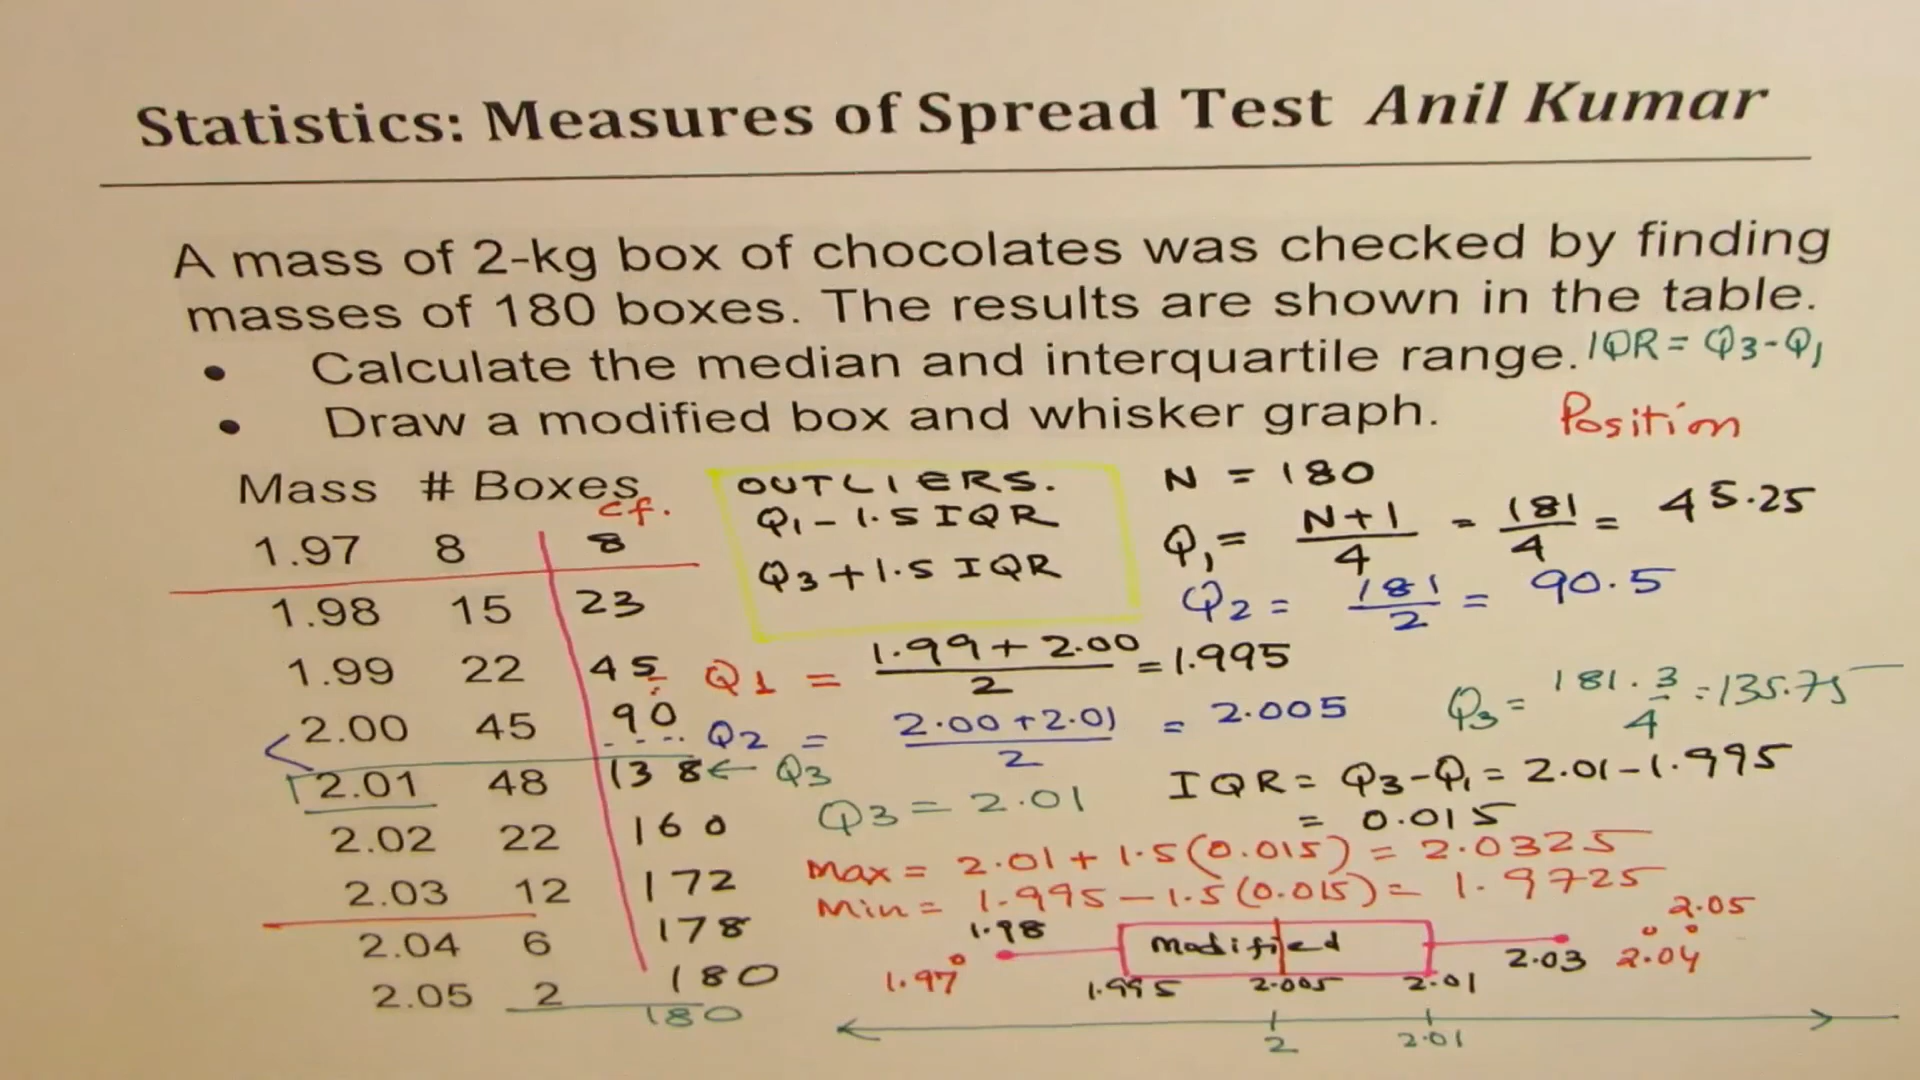 Statistics: Measures of Spread Test Anil Kumar
A mass of 2-kg box of chocolates was checked by finding
masses of 180 boxes. The results are shown in the table.
• Calculate the median and interquartile range. IQR = Q3-Q1
• Draw a modified box and whisker graph.
Position
Mass # Boxes cf.
1.97 8 8
1.98 15 23
1.99 22 45
2.00 45 90
2.01 48 138 ← Q3
2.02 22 160
2.03 12 172
2.04 6 178
2.05 2 180
180
OUTLIERS.
Q1 - 1.5 IQR
Q3 + 1.5 IQR
N = 180
Q1 = N+1/4 = 181/4 = 45.25
Q2 = 181/2 = 90.5
Q1 = 1.99 + 2.00/2 = 1.995
Q2 = 2.00 + 2.01/2 = 2.005
Q3 = 181.3/4 = 135.75
Q3 = 2.01
IQR = Q3 - Q1 = 2.01 - 1.995
= 0.015
Max = 2.01 + 1.5(0.015) = 2.0325
Min = 1.995 - 1.5(0.015) = 1.9725
1.98 modified 2.05
1.97 2.03 2.04
1.995 2.005 2.01
2 2.01